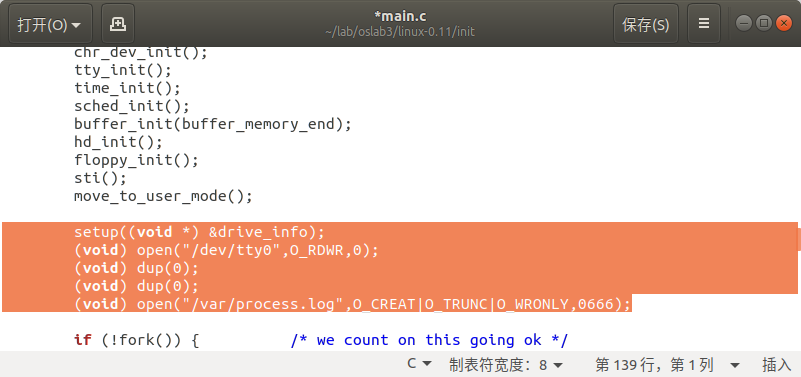 打开(O)
*main.c
~/lab/oslab3/linux-0.11/init
保存(S)
chr_dev_init();
tty_init();
time_init();
sched_init();
buffer_init(buffer_memory_end);
hd_init();
floppy_init();
sti();
move_to_user_mode();
setup((void *) &drive_info);
(void) open("/dev/tty0",O_RDWR,0);
(void) dup(0);
(void) dup(0);
(void) open("/var/process.log",O_CREAT|O_TRUNC|O_WRONLY,0666);
if (!fork()) { /* we count on this going ok */
C 制表符宽度：8 第 139 行，第 1 列 插入